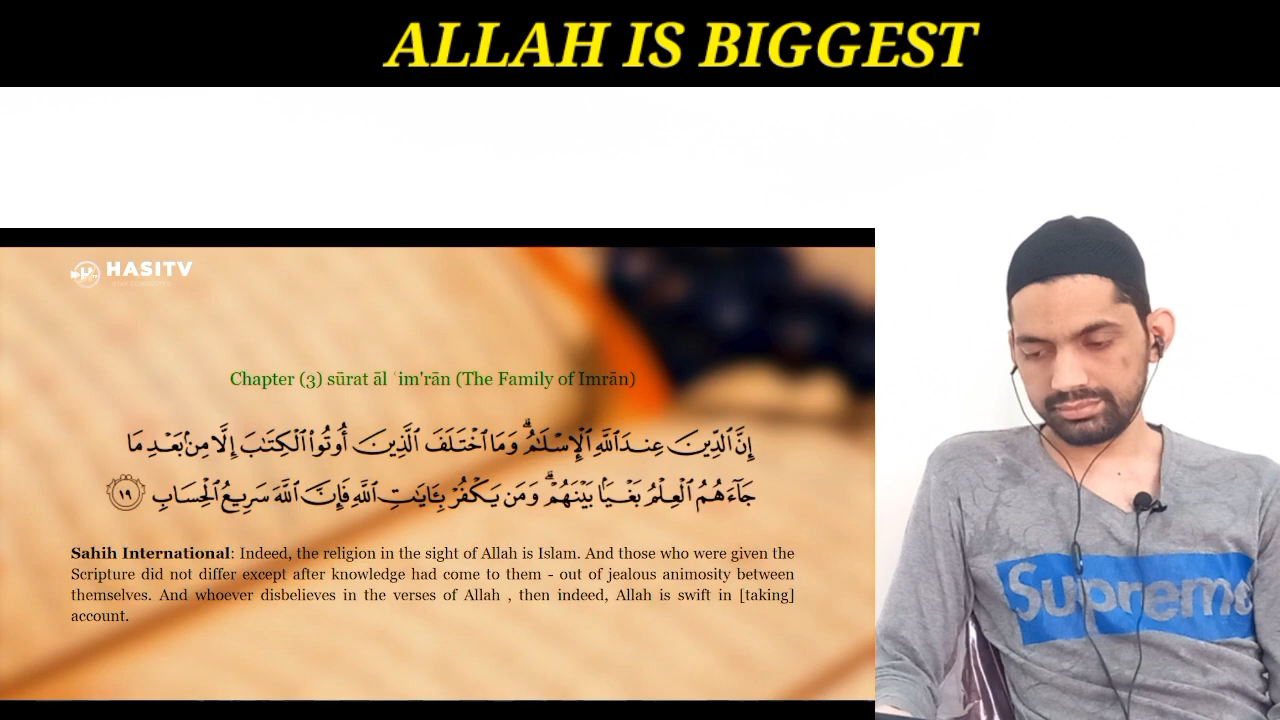 ALLAH IS BIGGEST
HASITV
Chapter (3) sūrat āl ʿim'rān (The Family of Imrān)
إِنَّ ٱلدِّينَ عِندَ ٱللَّهِ ٱلْإِسْلَـٰمُ ۗ وَمَا ٱخْتَلَفَ ٱلَّذِينَ أُوتُوا۟ ٱلْكِتَـٰبَ إِلَّا مِنۢ بَعْدِ مَا
جَآءَهُمُ ٱلْعِلْمُ بَغْيًۢا بَيْنَهُمْ ۗ وَمَن يَكْفُرْ بِـَٔايَـٰتِ ٱللَّهِ فَإِنَّ ٱللَّهَ سَرِيعُ ٱلْحِسَابِ ١٩
Sahih International: Indeed, the religion in the sight of Allah is Islam. And those who were given the
Scripture did not differ except after knowledge had come to them - out of jealous animosity between
themselves. And whoever disbelieves in the verses of Allah , then indeed, Allah is swift in [taking]
account.
Supreme